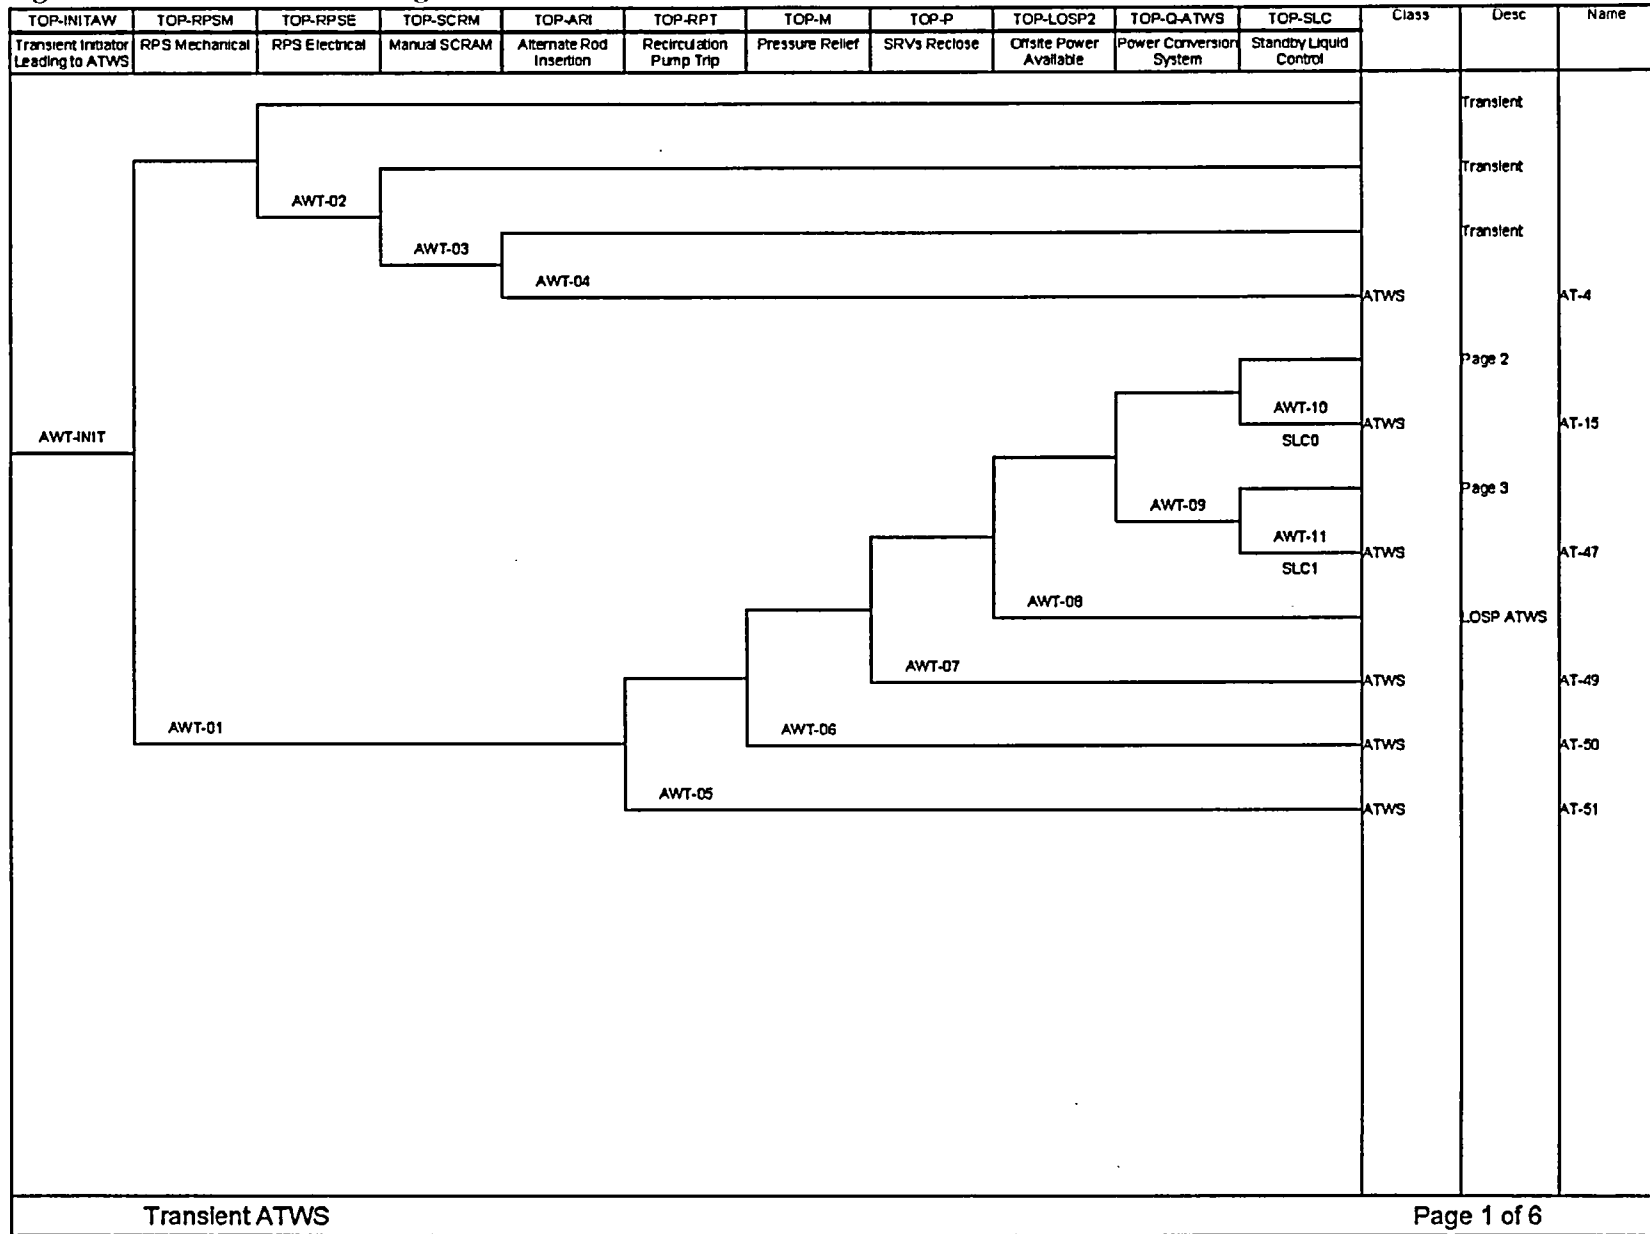 TOP-INITAW TOP-RPSM TOP-RPSE TOP-SCRM TOP-ARI TOP-RPT TOP-M TOP-P TOP-LOSP2 TOP-Q-ATWS TOP-SLC Class Desc Name
Transient Initiator RPS Mechanical RPS Electrical Manual SCRAM Alternate Rod Recirculation Pressure Relief SRVs Reclose Offsite Power Power Conversion Standby Liquid
Leading to ATWS Insertion Pump Trip Available System Control
Transient
Transient
AWT-02
Transient
AWT-03
AWT-04
ATWS AT-4
Page 2
AWT-10
ATWS AT-15
AWT-INIT
SLC0
Page 3
AWT-09
AWT-11
ATWS AT-47
SLC1
AWT-08
LOSP ATWS
AWT-07
ATWS AT-49
AWT-01
AWT-06
ATWS AT-50
AWT-05
ATWS AT-51
Transient ATWS Page 1 of 6